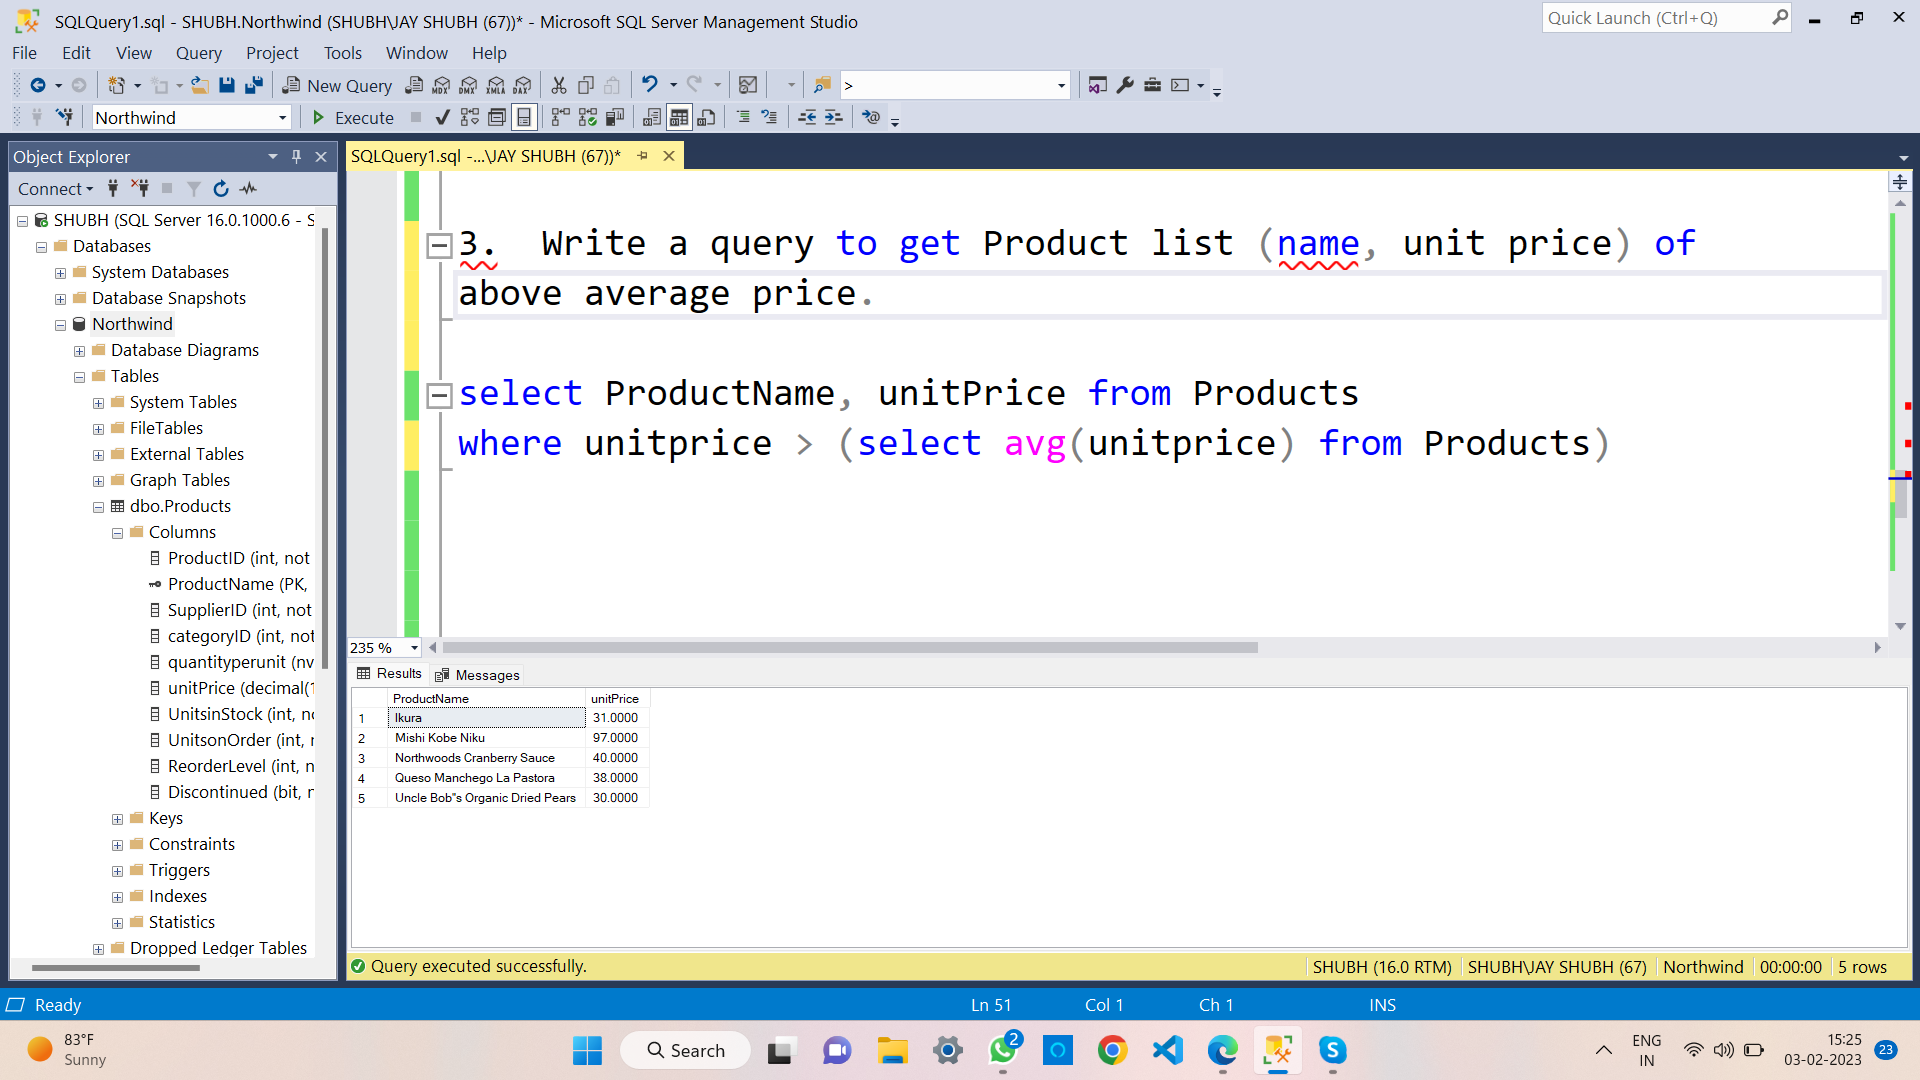 SQLQuery1.sql - SHUBH.Northwind (SHUBH\JAY SHUBH (67))* - Microsoft SQL Server Management Studio
Quick Launch (Ctrl+Q)
File Edit View Query Project Tools Window Help
New Query MDX DMX XMLA DAX >
Northwind Execute
Object Explorer
SQLQuery1.sql -...\JAY SHUBH (67))*
Connect
SHUBH (SQL Server 16.0.1000.6 - S
Databases
System Databases
Database Snapshots
Northwind
Database Diagrams
Tables
System Tables
FileTables
External Tables
Graph Tables
dbo.Products
Columns
ProductID (int, not
ProductName (PK,
SupplierID (int, not
categoryID (int, not
quantityperunit (nv
unitPrice (decimal(1
UnitsinStock (int, no
UnitsonOrder (int, r
ReorderLevel (int, n
Discontinued (bit, r
Keys
Constraints
Triggers
Indexes
Statistics
Dropped Ledger Tables
3. Write a query to get Product list (name, unit price) of
above average price.
select ProductName, unitPrice from Products
where unitprice > (select avg(unitprice) from Products)
235 %
Results Messages
ProductName unitPrice
1 Ikura 31.0000
2 Mishi Kobe Niku 97.0000
3 Northwoods Cranberry Sauce 40.0000
4 Queso Manchego La Pastora 38.0000
5 Uncle Bob"s Organic Dried Pears 30.0000
Query executed successfully. SHUBH (16.0 RTM) SHUBH\JAY SHUBH (67) Northwind 00:00:00 5 rows
Ready Ln 51 Col 1 Ch 1 INS
83°F
Sunny
Search
2
ENG
IN
15:25
03-02-2023
23